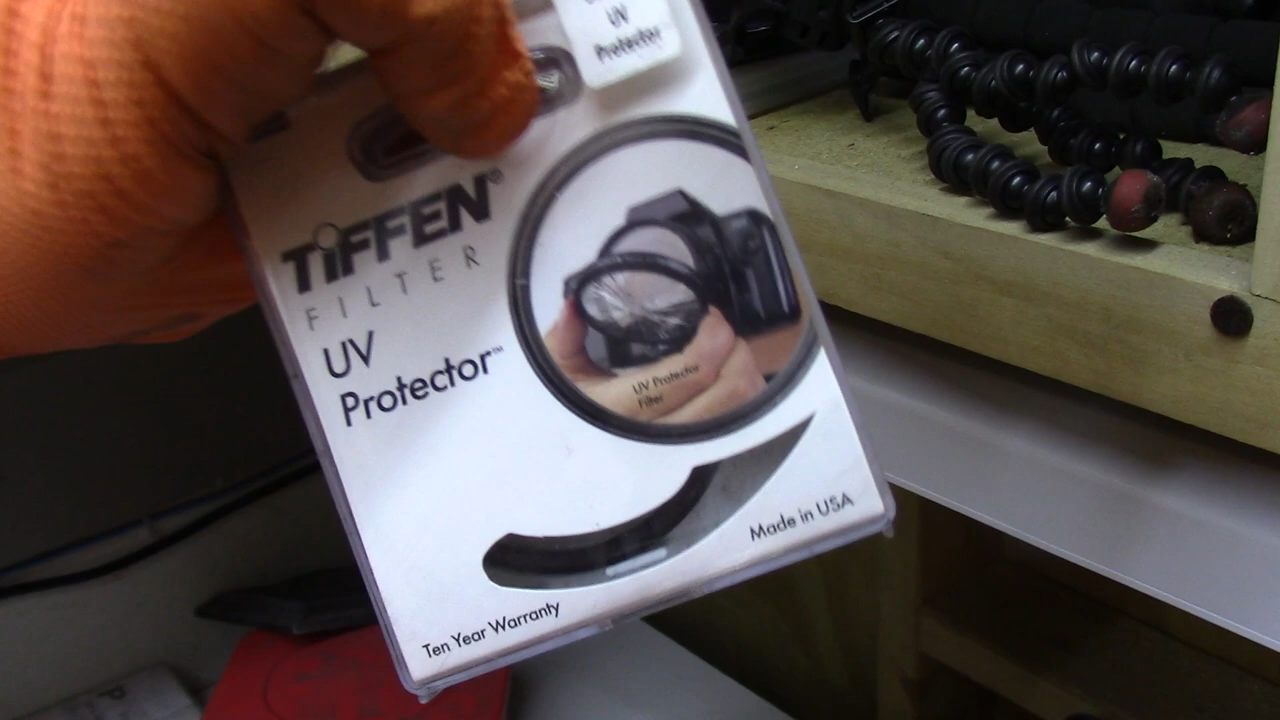 UV
Protector
TiFFEN®
FILTER
UV
Protector™
UV Protector
Filter
Made in USA
Ten Year Warranty
P